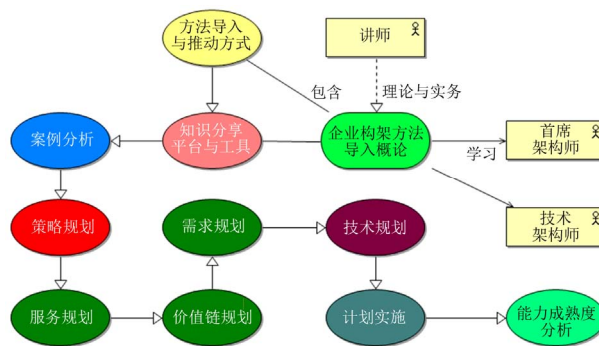 方法导入
与推动方式
讲师
包含
理论与实务
案例分析
知识分享
平台与工具
企业构架方法
导入概论
学习
首席
架构师
策略规划
需求规划
技术规划
技术
架构师
服务规划
价值链规划
计划实施
能力成熟度
分析